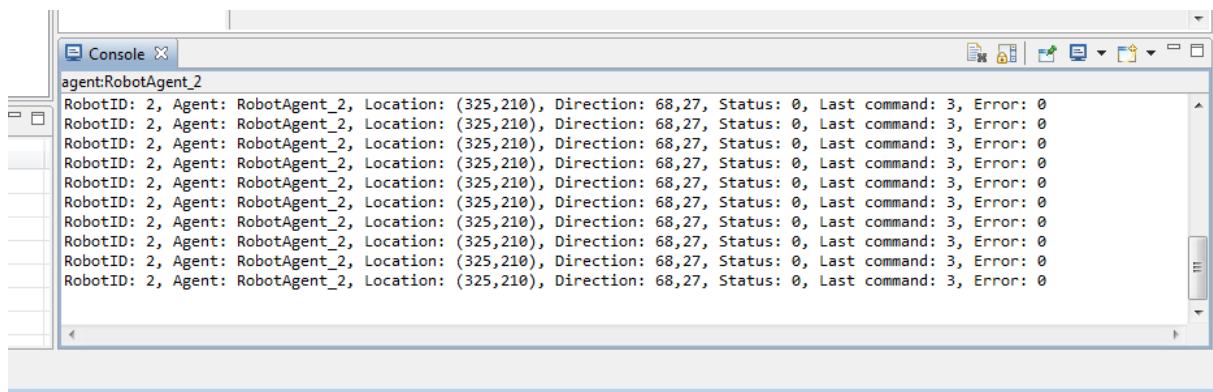 Console
agent:RobotAgent_2
RobotID: 2, Agent: RobotAgent_2, Location: (325,210), Direction: 68,27, Status: 0, Last command: 3, Error: 0
RobotID: 2, Agent: RobotAgent_2, Location: (325,210), Direction: 68,27, Status: 0, Last command: 3, Error: 0
RobotID: 2, Agent: RobotAgent_2, Location: (325,210), Direction: 68,27, Status: 0, Last command: 3, Error: 0
RobotID: 2, Agent: RobotAgent_2, Location: (325,210), Direction: 68,27, Status: 0, Last command: 3, Error: 0
RobotID: 2, Agent: RobotAgent_2, Location: (325,210), Direction: 68,27, Status: 0, Last command: 3, Error: 0
RobotID: 2, Agent: RobotAgent_2, Location: (325,210), Direction: 68,27, Status: 0, Last command: 3, Error: 0
RobotID: 2, Agent: RobotAgent_2, Location: (325,210), Direction: 68,27, Status: 0, Last command: 3, Error: 0
RobotID: 2, Agent: RobotAgent_2, Location: (325,210), Direction: 68,27, Status: 0, Last command: 3, Error: 0
RobotID: 2, Agent: RobotAgent_2, Location: (325,210), Direction: 68,27, Status: 0, Last command: 3, Error: 0
RobotID: 2, Agent: RobotAgent_2, Location: (325,210), Direction: 68,27, Status: 0, Last command: 3, Error: 0